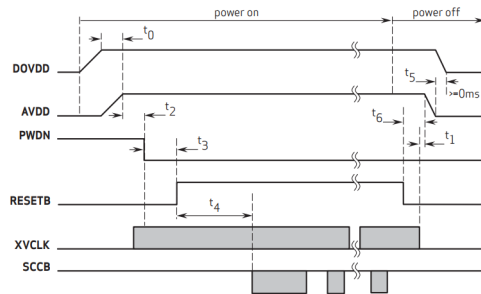 power on power off
t0
DOVDD
t5
>=0ms
AVDD
t2
t6
PWDN
t3
t1
RESETB
t4
XVCLK
SCCB